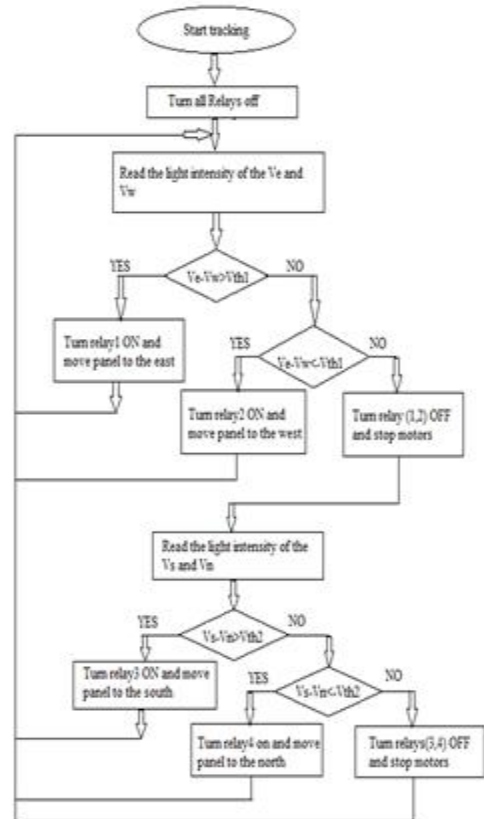 Start tracking
Turn all Relays off
Read the light intensity of the Ve and
Vw
YES
Ve-Vw>Vth1
NO
Turn relay1 ON and
move panel to the east
YES
Ve-Vw<-Vth1
NO
Turn relay2 ON and
move panel to the west
Turn relay (1,2) OFF
and stop motors
Read the light intensity of the
Vs and Vn
YES
Vs-Vn>Vth2
NO
Turn relay3 ON and move
panel to the south
YES
Vs-Vn<-Vth2
NO
Turn relay4 on and move
panel to the north
Turn relays(3,4) OFF
and stop motors